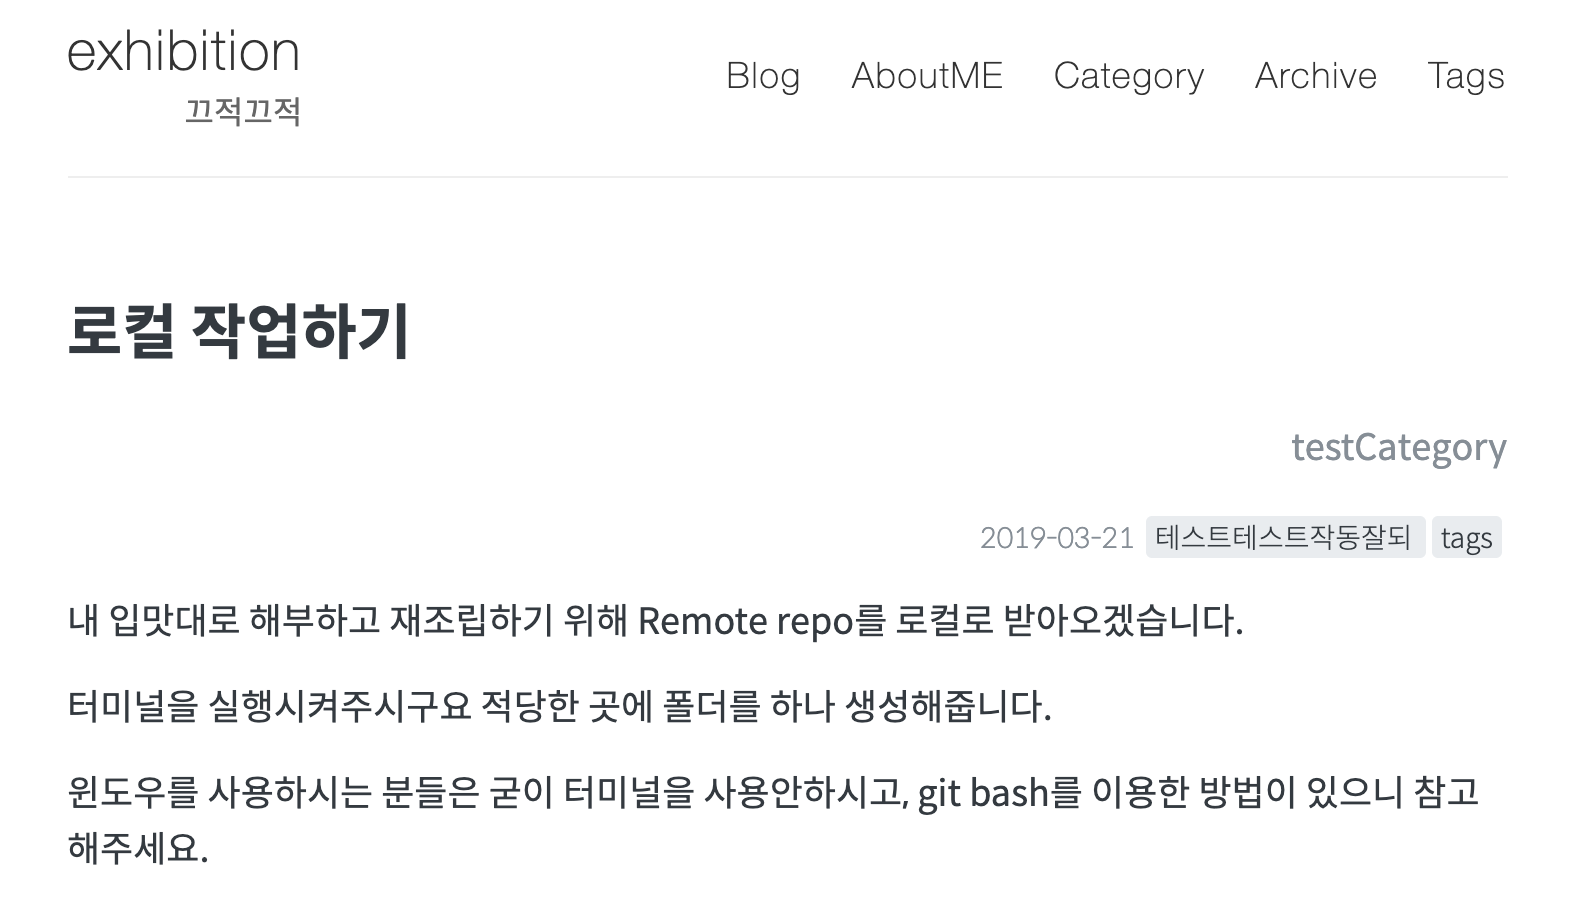 exhibition
끄적끄적
Blog AboutME Category Archive Tags
로컬 작업하기
testCategory
2019-03-21 테스트테스트작동잘되 tags
내 입맛대로 해부하고 재조립하기 위해 Remote repo를 로컬로 받아오겠습니다.
터미널을 실행시켜주시구요 적당한 곳에 폴더를 하나 생성해줍니다.
윈도우를 사용하시는 분들은 굳이 터미널을 사용안하시고, git bash를 이용한 방법이 있으니 참고
해주세요.